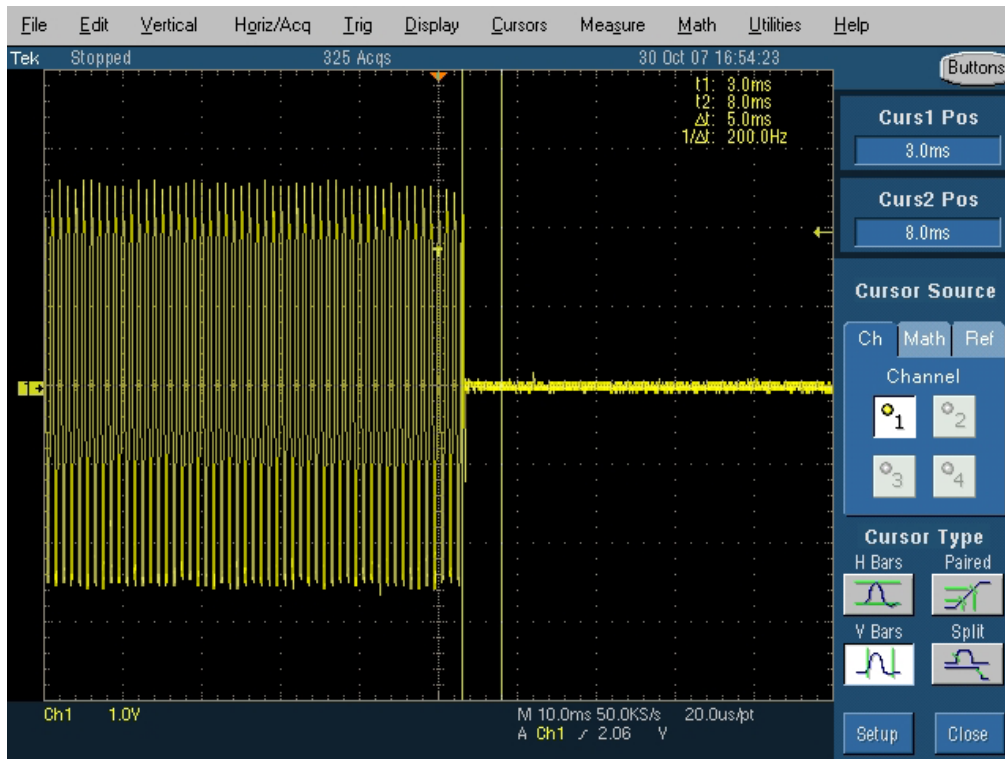 File Edit Vertical Horiz/Acq Trig Display Cursors Measure Math Utilities Help
Tek Stopped 325 Acqs 30 Oct 07 16:54:23
Buttons
t1: 3.0ms
t2: 8.0ms
Δt: 5.0ms
1/Δt: 200.0Hz
Curs1 Pos
3.0ms
Curs2 Pos
8.0ms
Cursor Source
Ch Math Ref
Channel
1 2
3 4
T
1
Cursor Type
H Bars Paired
V Bars Split
Setup Close
Ch1 1.0V
M 10.0ms 50.0KS/s 20.0us/pt
A Ch1 / 2.06 V